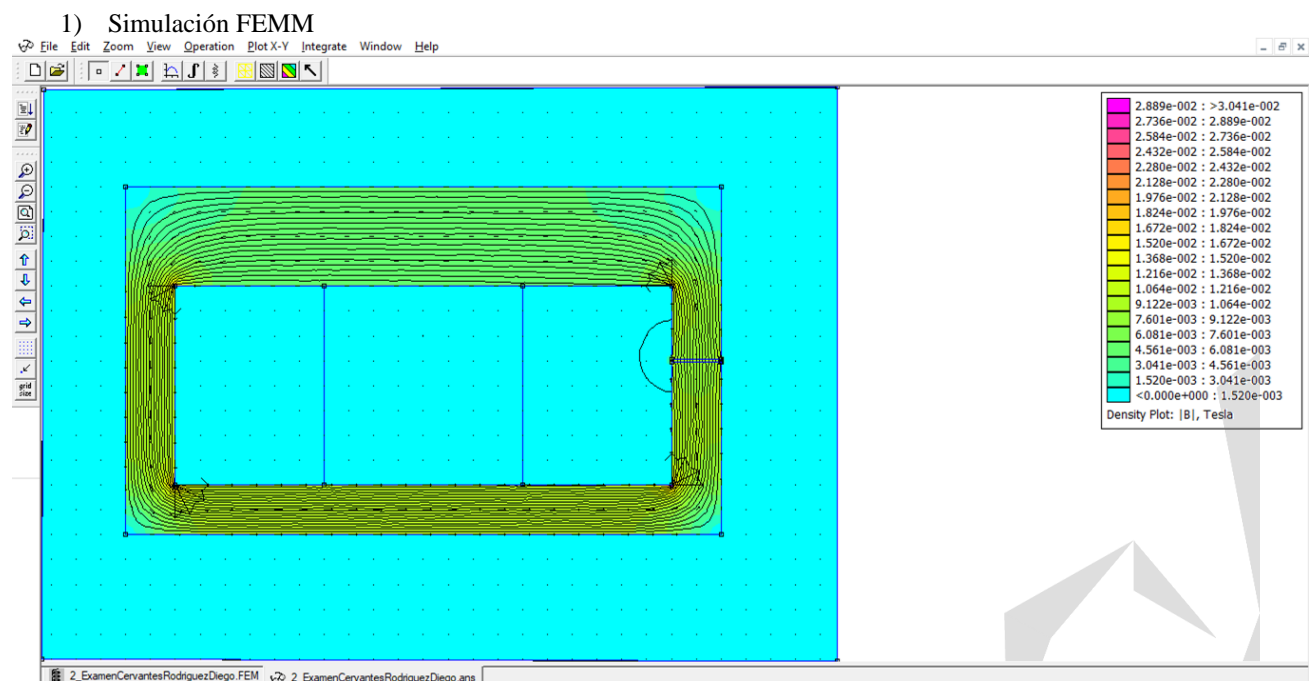 1) Simulación FEMM
File Edit Zoom View Operation Plot X-Y Integrate Window Help
grid
size
2.889e-002 : >3.041e-002
2.736e-002 : 2.889e-002
2.584e-002 : 2.736e-002
2.432e-002 : 2.584e-002
2.280e-002 : 2.432e-002
2.128e-002 : 2.280e-002
1.976e-002 : 2.128e-002
1.824e-002 : 1.976e-002
1.672e-002 : 1.824e-002
1.520e-002 : 1.672e-002
1.368e-002 : 1.520e-002
1.216e-002 : 1.368e-002
1.064e-002 : 1.216e-002
9.122e-003 : 1.064e-002
7.601e-003 : 9.122e-003
6.081e-003 : 7.601e-003
4.561e-003 : 6.081e-003
3.041e-003 : 4.561e-003
1.520e-003 : 3.041e-003
<0.000e+000 : 1.520e-003
Density Plot: |B|, Tesla
2_ExamenCervantesRodriguezDiego.FEM 2_ExamenCervantesRodriguezDiego.ans